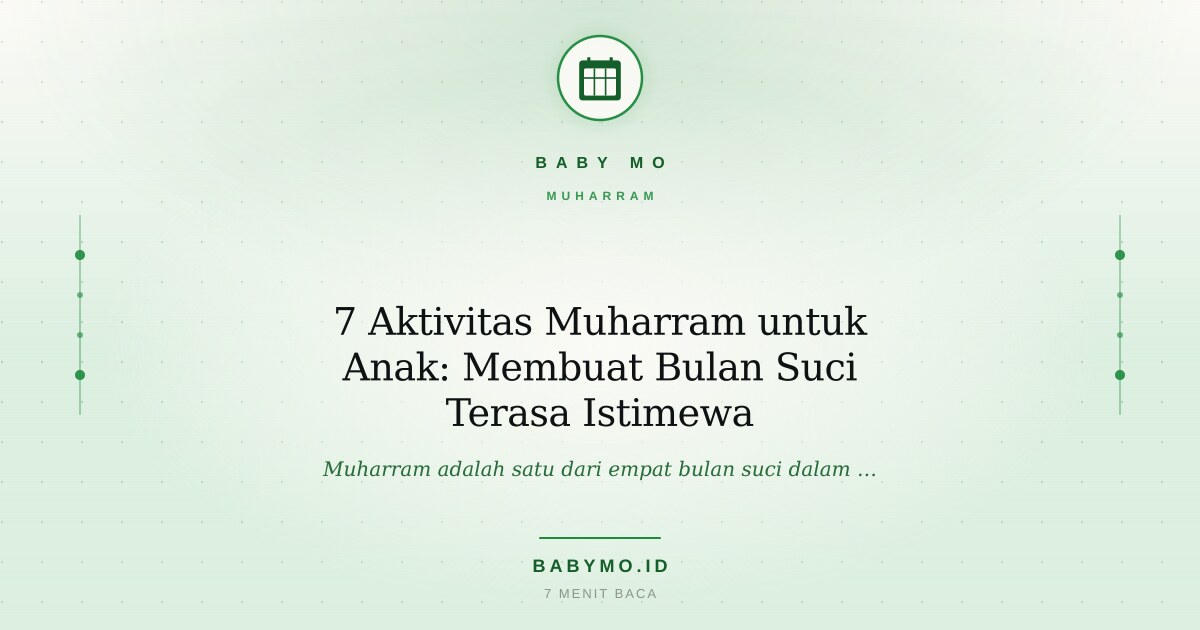 BABY MO
MUHARRAM
7 Aktivitas Muharram untuk
Anak: Membuat Bulan Suci
Terasa Istimewa
Muharram adalah satu dari empat bulan suci dalam ...
BABYMO.ID
7 MENIT BACA